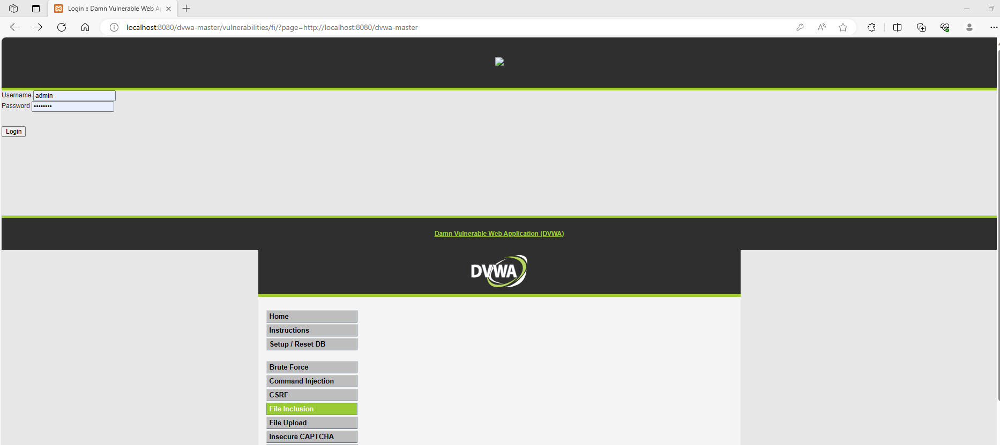 Login :: Damn Vulnerable Web A
localhost:8080/dvwa-master/vulnerabilities/fi/?page=http://localhost:8080/dvwa-master
Username admin
Password ••••••••
Login
Damn Vulnerable Web Application (DVWA)
DVWA
Home
Instructions
Setup / Reset DB
Brute Force
Command Injection
CSRF
File Inclusion
File Upload
Insecure CAPTCHA